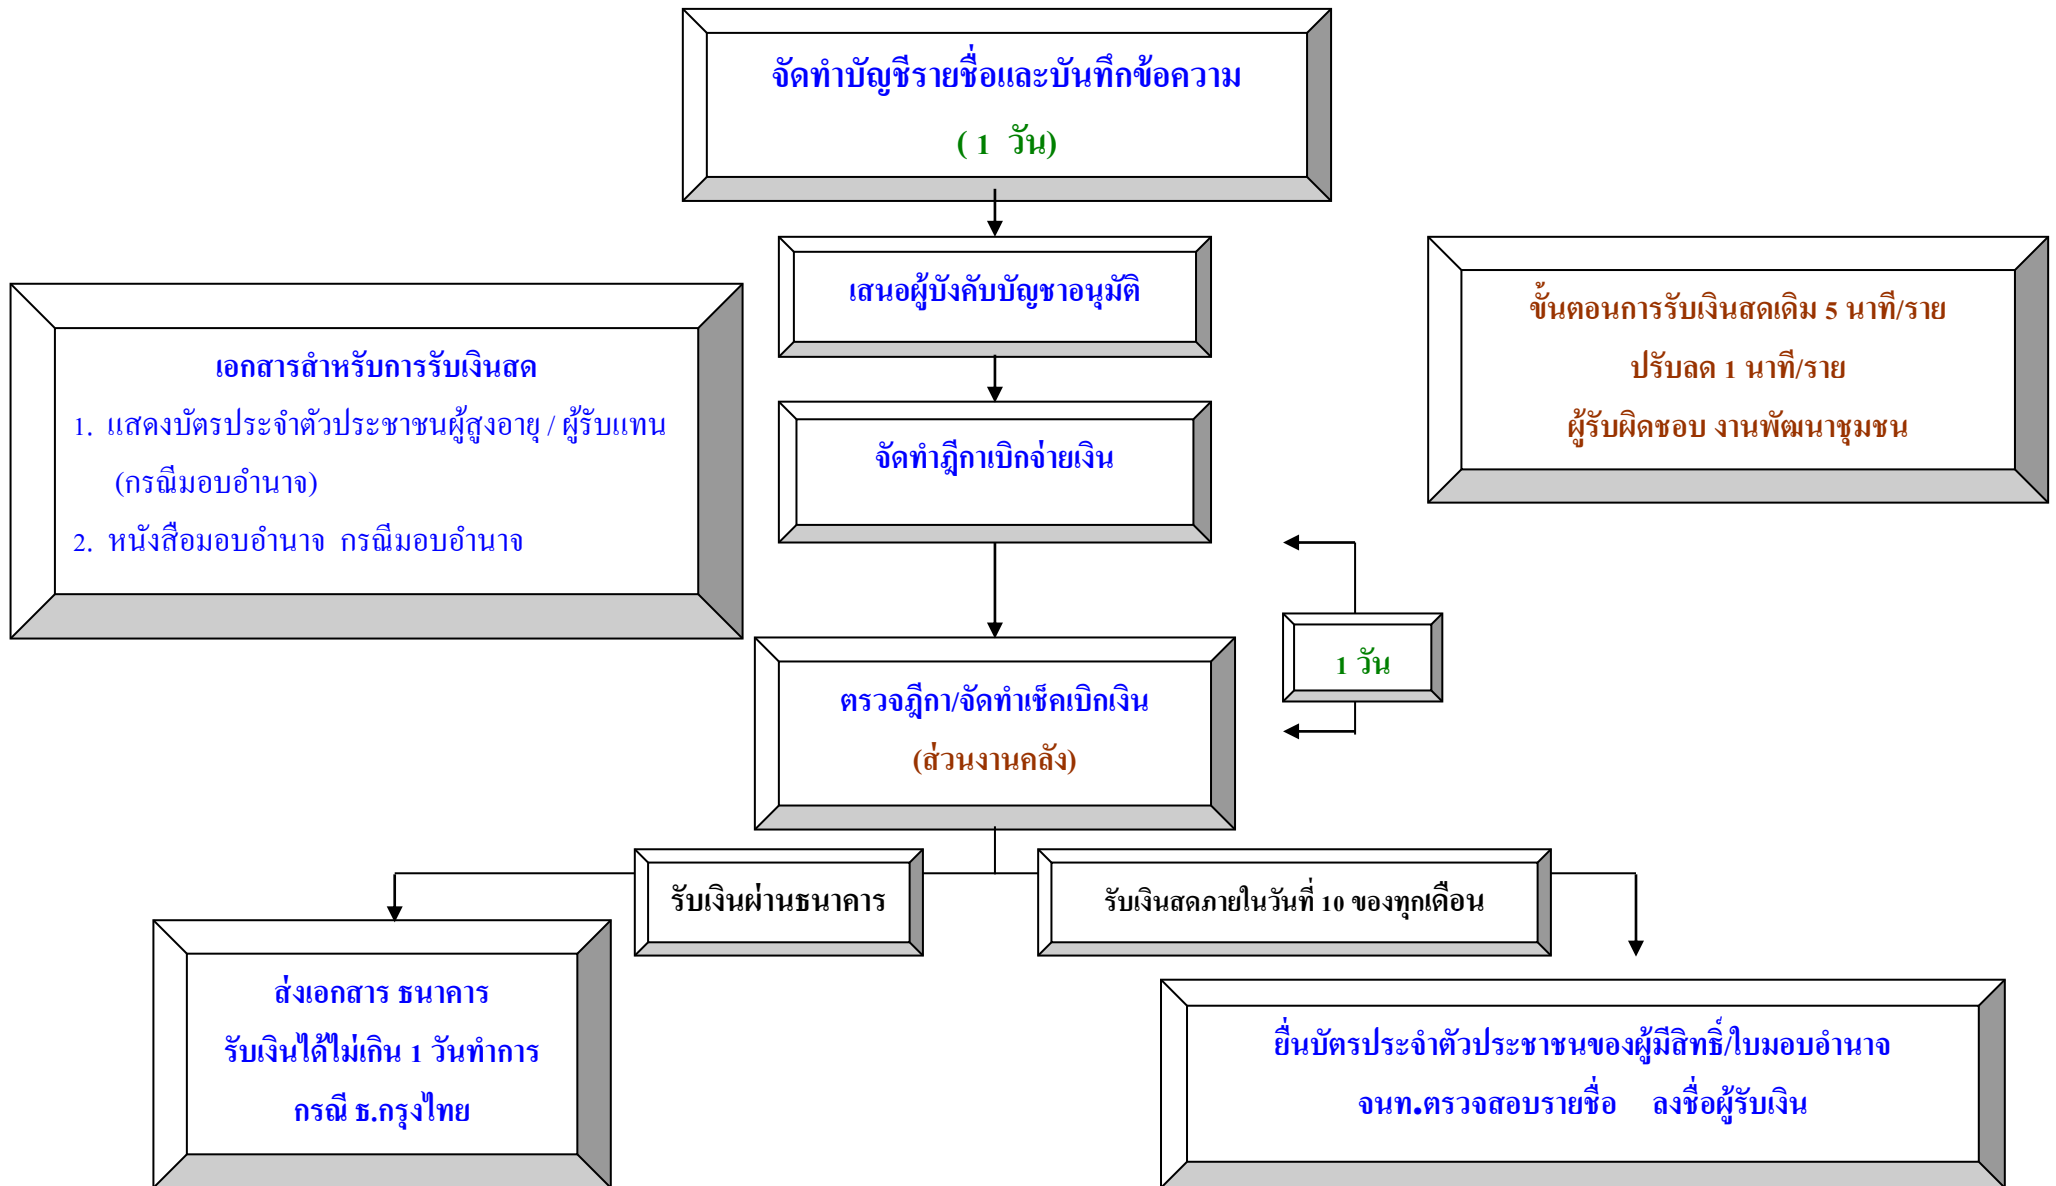 จัดทำบัญชีรายชื่อและบันทึกข้อความ
( 1 วัน)
เสนอผู้บังคับบัญชาอนุมัติ
ขั้นตอนการรับเงินสดเดิม 5 นาที/ราย
ปรับลด 1 นาที/ราย
ผู้รับผิดชอบ งานพัฒนาชุมชน
เอกสารสำหรับการรับเงินสด
1. แสดงบัตรประจำตัวประชาชนผู้สูงอายุ / ผู้รับแทน
(กรณีมอบอำนาจ)
2. หนังสือมอบอำนาจ กรณีมอบอำนาจ
จัดทำฎีกาเบิกจ่ายเงิน
1 วัน
ตรวจฎีกา/จัดทำเช็คเบิกเงิน
(ส่วนงานคลัง)
รับเงินผ่านธนาคาร
รับเงินสดภายในวันที่ 10 ของทุกเดือน
ส่งเอกสาร ธนาคาร
รับเงินได้ไม่เกิน 1 วันทำการ
กรณี ธ.กรุงไทย
ยื่นบัตรประจำตัวประชาชนของผู้มีสิทธิ์/ใบมอบอำนาจ
จนท.ตรวจสอบรายชื่อ ลงชื่อผู้รับเงิน